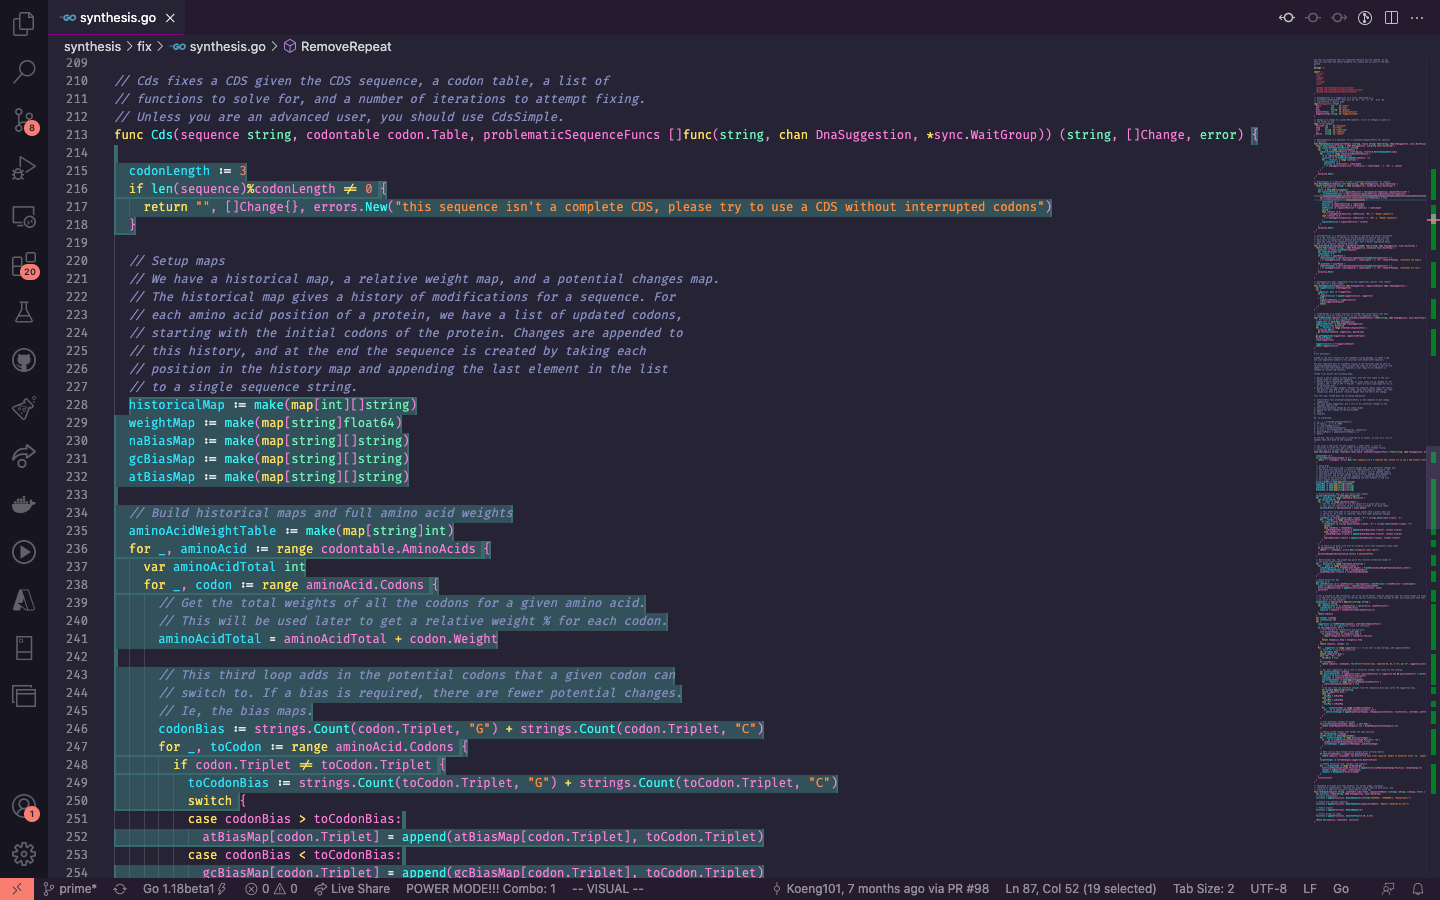 GO synthesis.go ×
synthesis > fix > GO synthesis.go > RemoveRepeat
209
210 // Cds fixes a CDS given the CDS sequence, a codon table, a list of
211 // functions to solve for, and a number of iterations to attempt fixing.
212 // Unless you are an advanced user, you should use CdsSimple.
213 func Cds(sequence string, codontable codon.Table, problematicSequenceFuncs []func(string, chan DnaSuggestion, *sync.WaitGroup)) (string, []Change, error) {
214
215 codonLength := 3
216 if len(sequence)%codonLength != 0 {
217 return "", []Change{}, errors.New("this sequence isn't a complete CDS, please try to use a CDS without interrupted codons")
218 }
219
220 // Setup maps
221 // We have a historical map, a relative weight map, and a potential changes map.
222 // The historical map gives a history of modifications for a sequence. For
223 // each amino acid position of a protein, we have a list of updated codons,
224 // starting with the initial codons of the protein. Changes are appended to
225 // this history, and at the end the sequence is created by taking each
226 // position in the history map and appending the last element in the list
227 // to a single sequence string.
228 historicalMap := make(map[int][]string)
229 weightMap := make(map[string]float64)
230 naBiasMap := make(map[string][]string)
231 gcBiasMap := make(map[string][]string)
232 atBiasMap := make(map[string][]string)
233
234 // Build historical maps and full amino acid weights
235 aminoAcidWeightTable := make(map[string]int)
236 for _, aminoAcid := range codontable.AminoAcids {
237 var aminoAcidTotal int
238 for _, codon := range aminoAcid.Codons {
239 // Get the total weights of all the codons for a given amino acid.
240 // This will be used later to get a relative weight % for each codon.
241 aminoAcidTotal = aminoAcidTotal + codon.Weight
242
243 // This third loop adds in the potential codons that a given codon can
244 // switch to. If a bias is required, there are fewer potential changes.
245 // Ie, the bias maps.
246 codonBias := strings.Count(codon.Triplet, "G") + strings.Count(codon.Triplet, "C")
247 for _, toCodon := range aminoAcid.Codons {
248 if codon.Triplet != toCodon.Triplet {
249 toCodonBias := strings.Count(toCodon.Triplet, "G") + strings.Count(toCodon.Triplet, "C")
250 switch {
251 case codonBias > toCodonBias:
252 atBiasMap[codon.Triplet] = append(atBiasMap[codon.Triplet], toCodon.Triplet)
253 case codonBias < toCodonBias:
254 gcBiasMap[codon.Triplet] = append(gcBiasMap[codon.Triplet], toCodon.Triplet)
8
20
1
prime* Go 1.18beta1 0 0 Live Share POWER MODE!!! Combo: 1 -- VISUAL -- Koeng101, 7 months ago via PR #98 Ln 87, Col 52 (19 selected) Tab Size: 2 UTF-8 LF Go